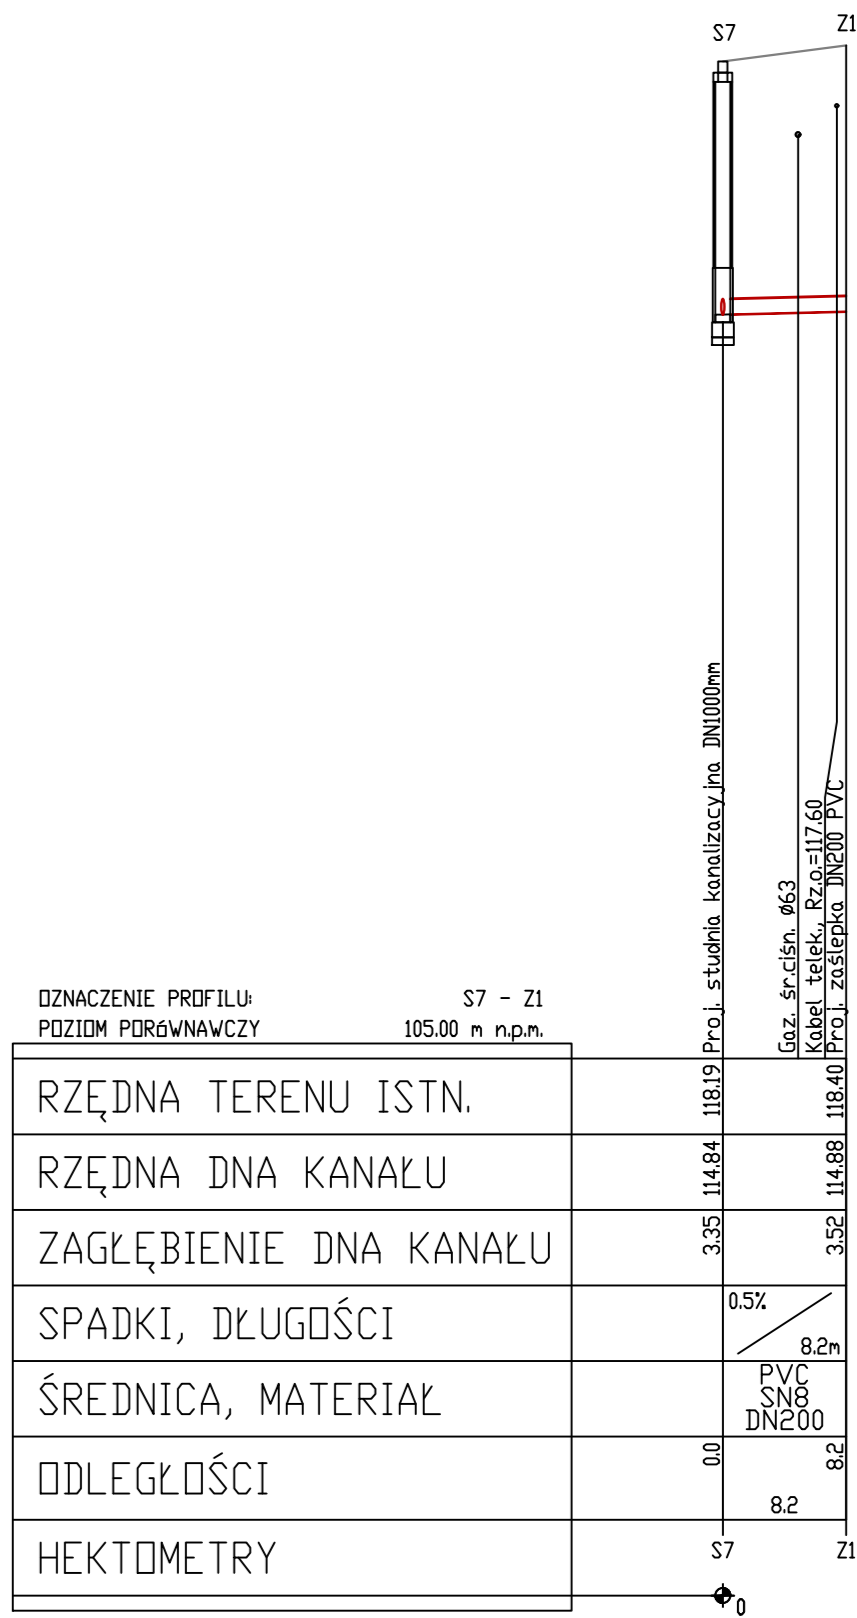 S7
Z1
Proj. studnia kanalizacyjna DN1000mm
Gaz. śr.ciśn. ø63
Kabel telek., Rz.o.=117.60
Proj. zaślepka DN200 PVC
OZNACZENIE PROFILU: S7 - Z1
POZIOM PORóWNAWCZY 105.00 m n.p.m.
RZĘDNA TERENU ISTN. 118.19 118.40
RZĘDNA DNA KANAŁU 114.84 114.88
ZAGŁĘBIENIE DNA KANAŁU 3.35 3.52
SPADKI, DŁUGOŚCI 0.5% 8.2m
ŚREDNICA, MATERIAŁ
PVC
SN8
DN200
ODLEGŁOŚCI 0.0 8.2
8.2
HEKTOMETRY
S7 Z1
0